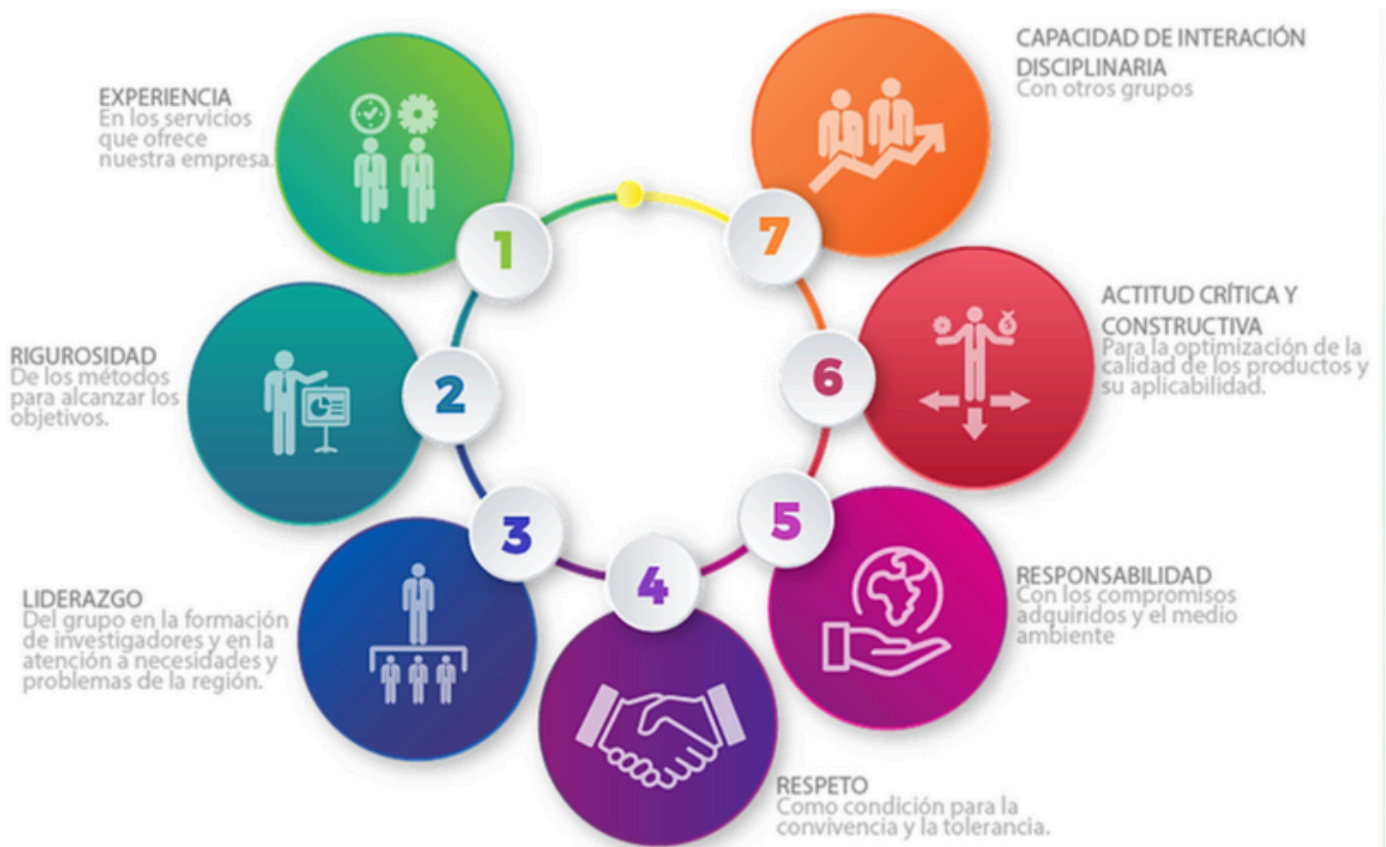 1
EXPERIENCIA
En los servicios
que ofrece
nuestra empresa.
2
RIGUROSIDAD
De los métodos
para alcanzar los
objetivos.
3
LIDERAZGO
Del grupo en la formación
de investigadores y en la
atención a necesidades y
problemas de la región.
4
RESPETO
Como condición para la
convivencia y la tolerancia.
5
RESPONSABILIDAD
Con los compromisos
adquiridos y el medio
ambiente
6
ACTITUD CRÍTICA Y
CONSTRUCTIVA
Para la optimización de la
calidad de los productos y
su aplicabilidad.
7
CAPACIDAD DE INTERACIÓN
DISCIPLINARIA
Con otros grupos